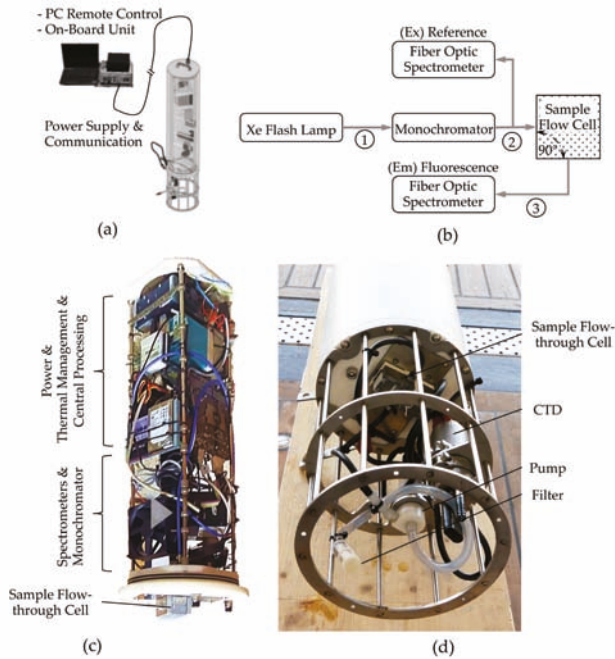 - PC Remote Control
- On-Board Unit
Power Supply &
Communication
(a)
(Ex) Reference
Fiber Optic
Spectrometer
Xe Flash Lamp
1
Monochromator
2
Sample
Flow Cell
90°
(Em) Fluorescence
Fiber Optic
Spectrometer
3
(b)
Power &
Thermal Management &
Central Processing
Spectrometers &
Monochromator
Sample Flow-
through Cell
(c)
Sample Flow-
through Cell
CTD
Pump
Filter
(d)